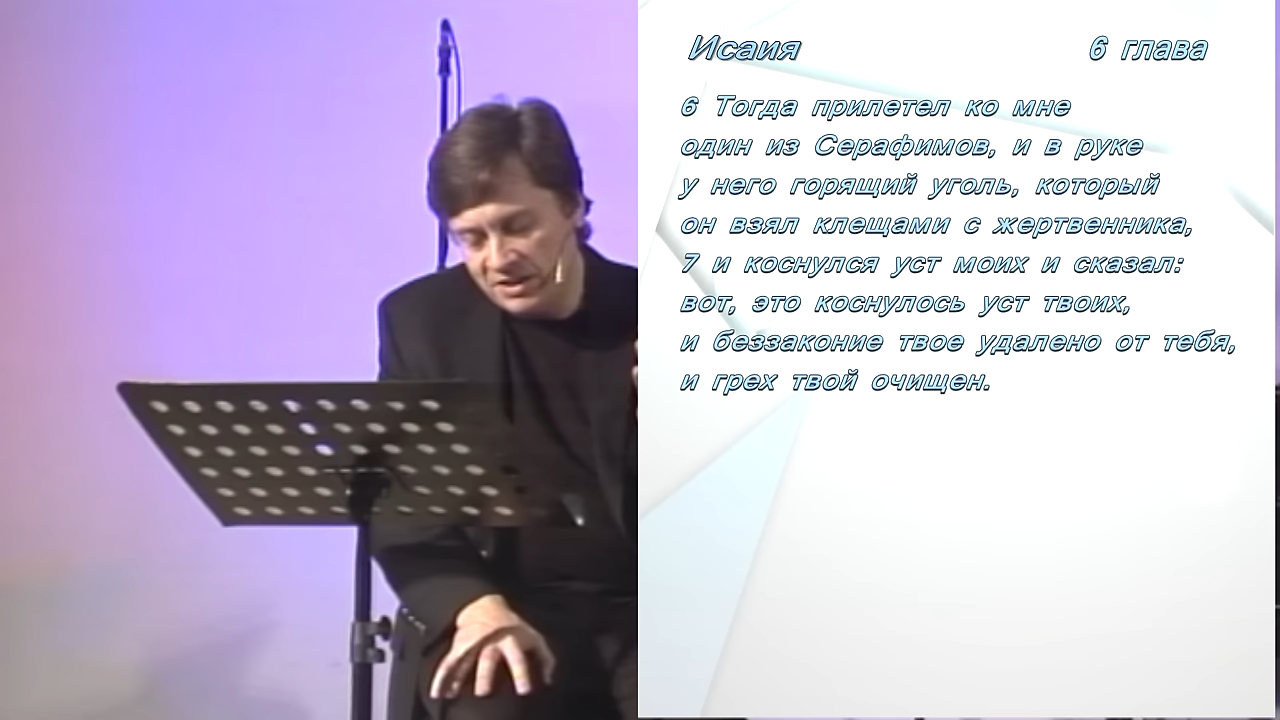 Исаия 6 глава
6 Тогда прилетел ко мне
один из Серафимов, и в руке
у него горящий уголь, который
он взял клещами с жертвенника,
7 и коснулся уст моих и сказал:
вот, это коснулось уст твоих,
и беззаконие твое удалено от тебя,
и грех твой очищен.